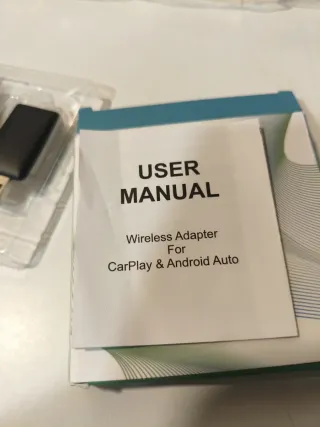 USER
MANUAL
Wireless Adapter
For
CarPlay & Android Auto